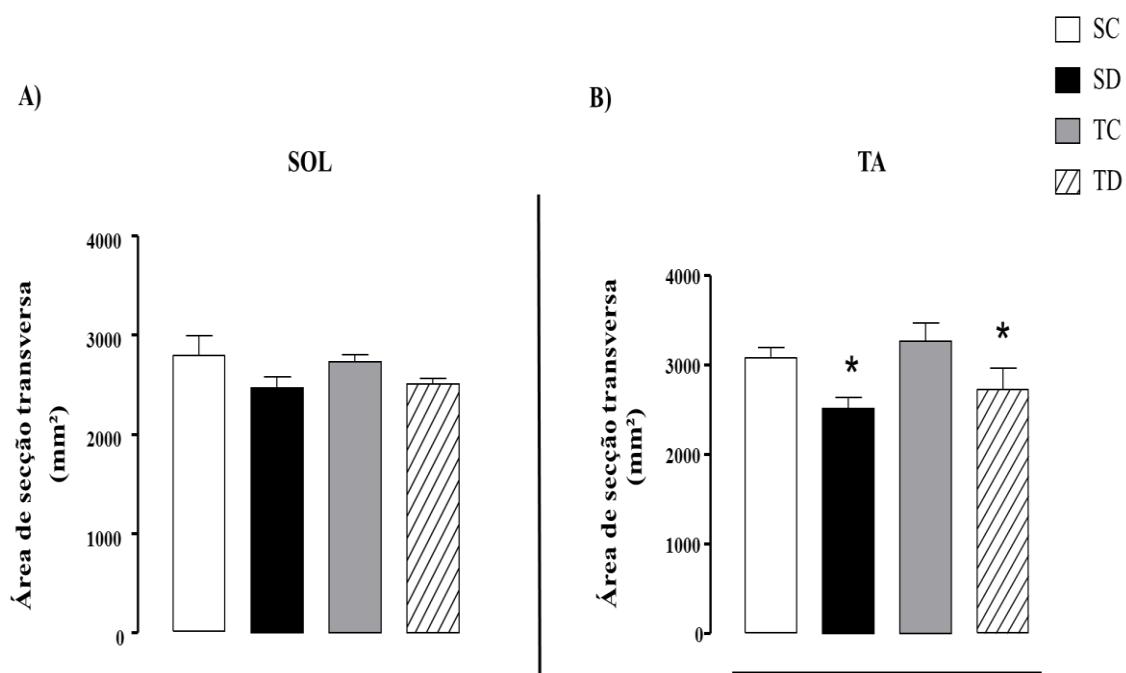 SC
SD
TC
TD
A)
SOL
Área de secção transversa
(mm²)
4000
3000
2000
1000
0
B)
TA
Área de secção transversa
(mm²)
4000
3000
2000
1000
0
*
*